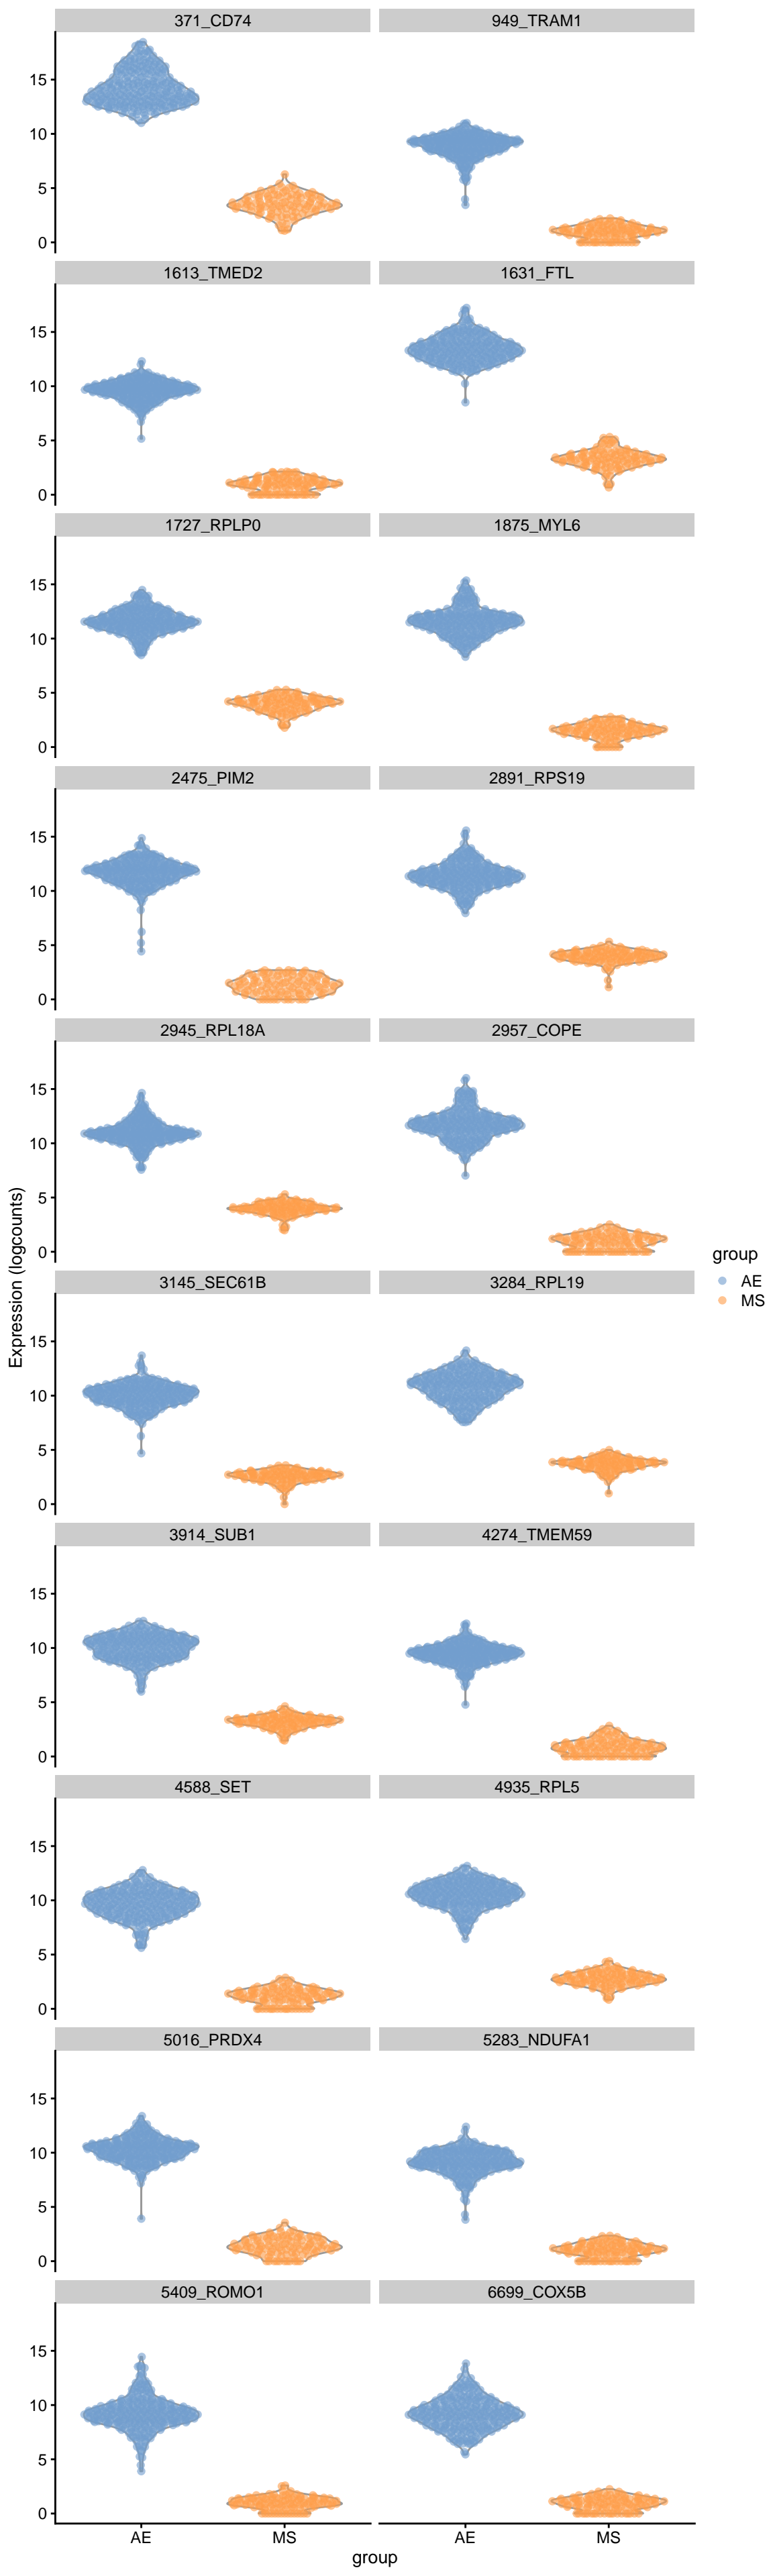 371_CD74 949_TRAM1
15
10
5
0
1613_TMED2 1631_FTL
15
10
5
0
1727_RPLP0 1875_MYL6
15
10
5
0
2475_PIM2 2891_RPS19
15
10
5
0
2945_RPL18A 2957_COPE
15
10
5
0
Expression (logcounts)
group
AE
MS
3145_SEC61B 3284_RPL19
15
10
5
0
3914_SUB1 4274_TMEM59
15
10
5
0
4588_SET 4935_RPL5
15
10
5
0
5016_PRDX4 5283_NDUFA1
15
10
5
0
5409_ROMO1 6699_COX5B
15
10
5
0
AE MS AE MS
group